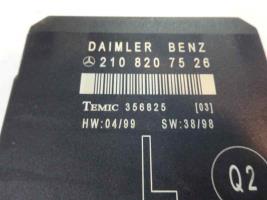 DAIMLER BENZ
210 820 75 26
TEMIC 356825 [03]
HW:04/99 SW:38/98
L
Q2